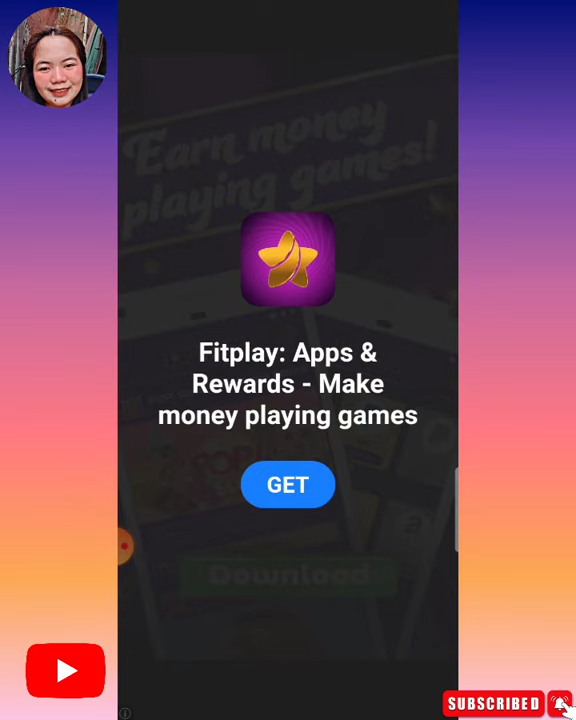 Earn money
playing games!
Fitplay: Apps &
Rewards - Make
money playing games
GET
Download
SUBSCRIBED